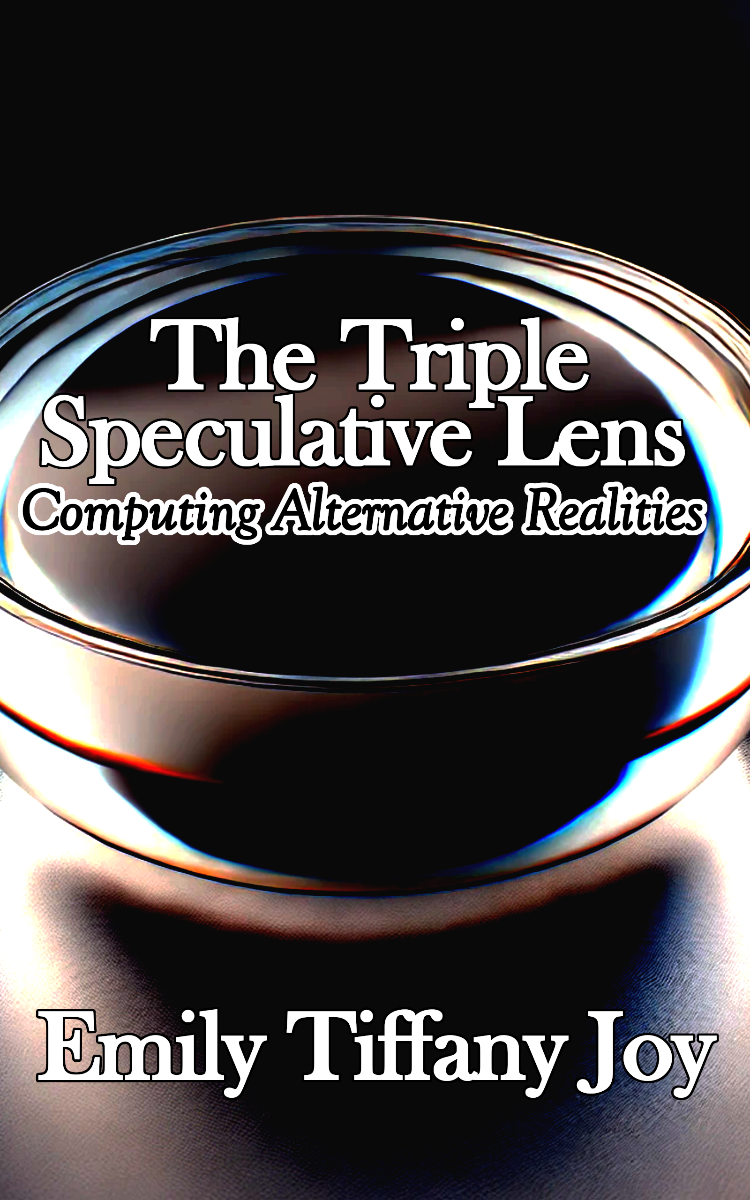 The Triple
Speculative Lens
Computing Alternative Realities
Emily Tiffany Joy